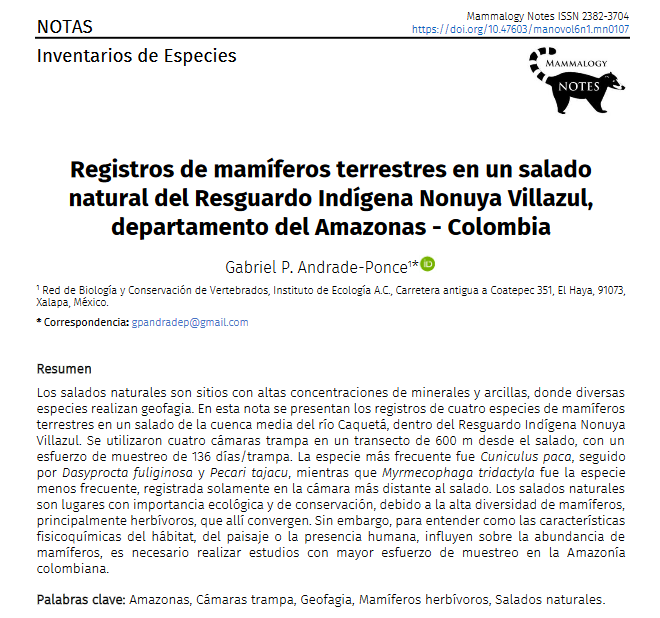 Mammalogy Notes ISSN 2382-3704
NOTAS
https://doi.org/10.47603/manovol6n1.mn0107
Inventarios de Especies
MAMMALOGY
NOTES
Registros de mamíferos terrestres en un salado
natural del Resguardo Indígena Nonuya Villazul,
departamento del Amazonas - Colombia
Gabriel P. Andrade-Ponce¹* iD
¹ Red de Biología y Conservación de Vertebrados, Instituto de Ecología A.C., Carretera antigua a Coatepec 351, El Haya, 91073,
Xalapa, México.
* Correspondencia: gpandradep@gmail.com
Resumen
Los salados naturales son sitios con altas concentraciones de minerales y arcillas, donde diversas
especies realizan geofagia. En esta nota se presentan los registros de cuatro especies de mamíferos
terrestres en un salado de la cuenca media del río Caquetá, dentro del Resguardo Indígena Nonuya
Villazul. Se utilizaron cuatro cámaras trampa en un transecto de 600 m desde el salado, con un
esfuerzo de muestreo de 136 días/trampa. La especie más frecuente fue Cuniculus paca, seguido
por Dasyprocta fuliginosa y Pecari tajacu, mientras que Myrmecophaga tridactyla fue la especie
menos frecuente, registrada solamente en la cámara más distante al salado. Los salados naturales
son lugares con importancia ecológica y de conservación, debido a la alta diversidad de mamíferos,
principalmente herbívoros, que allí convergen. Sin embargo, para entender como las características
fisicoquímicas del hábitat, del paisaje o la presencia humana, influyen sobre la abundancia de
mamíferos, es necesario realizar estudios con mayor esfuerzo de muestreo en la Amazonía
colombiana.
Palabras clave: Amazonas, Cámaras trampa, Geofagia, Mamíferos herbívoros, Salados naturales.